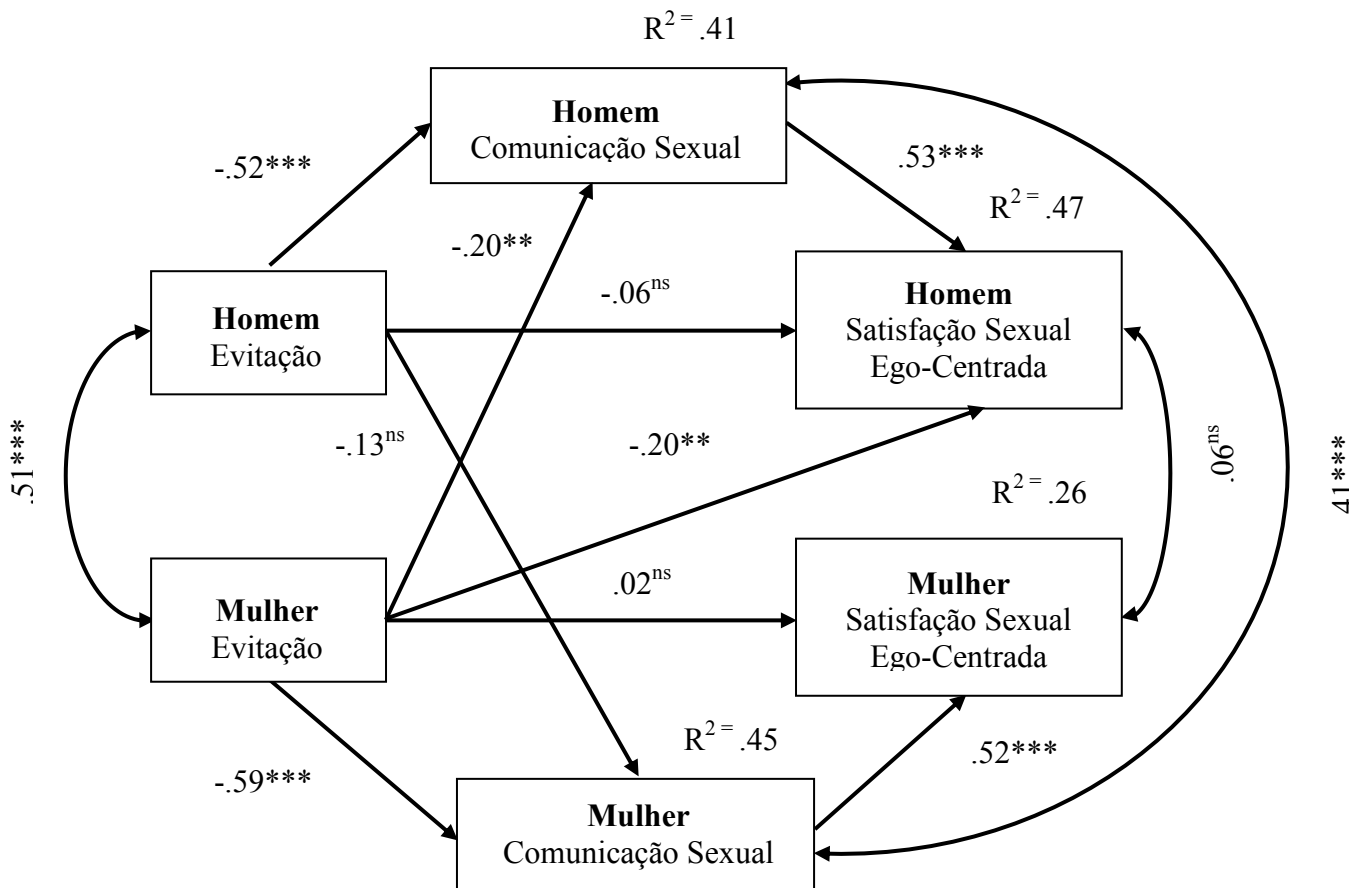 R² = .41
Homem
Comunicação Sexual
-.52***
.53***
R² = .47
-.20**
-.06ⁿˢ
Homem
Evitação
Homem
Satisfação Sexual
Ego-Centrada
.51***
-.13ⁿˢ
-.20**
.06ⁿˢ
41***
R² = .26
.02ⁿˢ
Mulher
Evitação
Mulher
Satisfação Sexual
Ego-Centrada
R² = .45
-.59***
.52***
Mulher
Comunicação Sexual